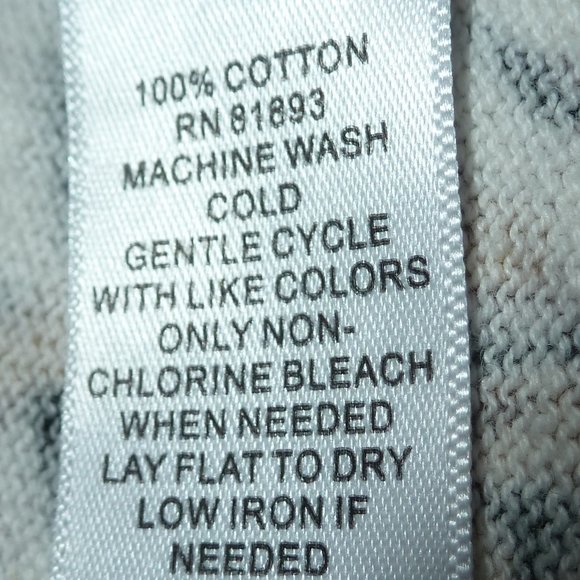 100% COTTON
RN 81893
MACHINE WASH
COLD
GENTLE CYCLE
WITH LIKE COLORS
ONLY NON-
CHLORINE BLEACH
WHEN NEEDED
LAY FLAT TO DRY
LOW IRON IF
NEEDED